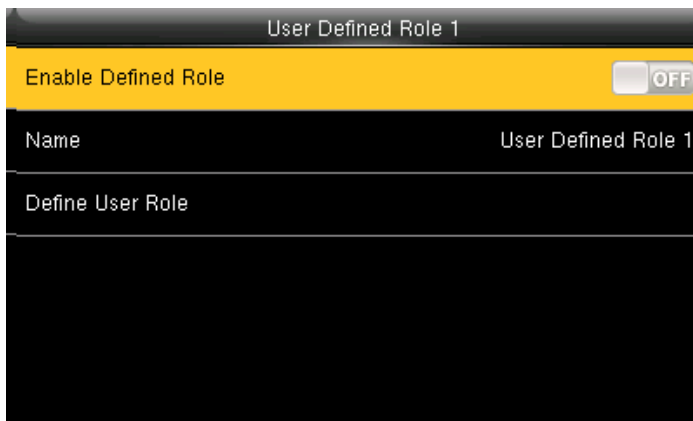 User Defined Role 1
Enable Defined Role OFF
Name User Defined Role 1
Define User Role